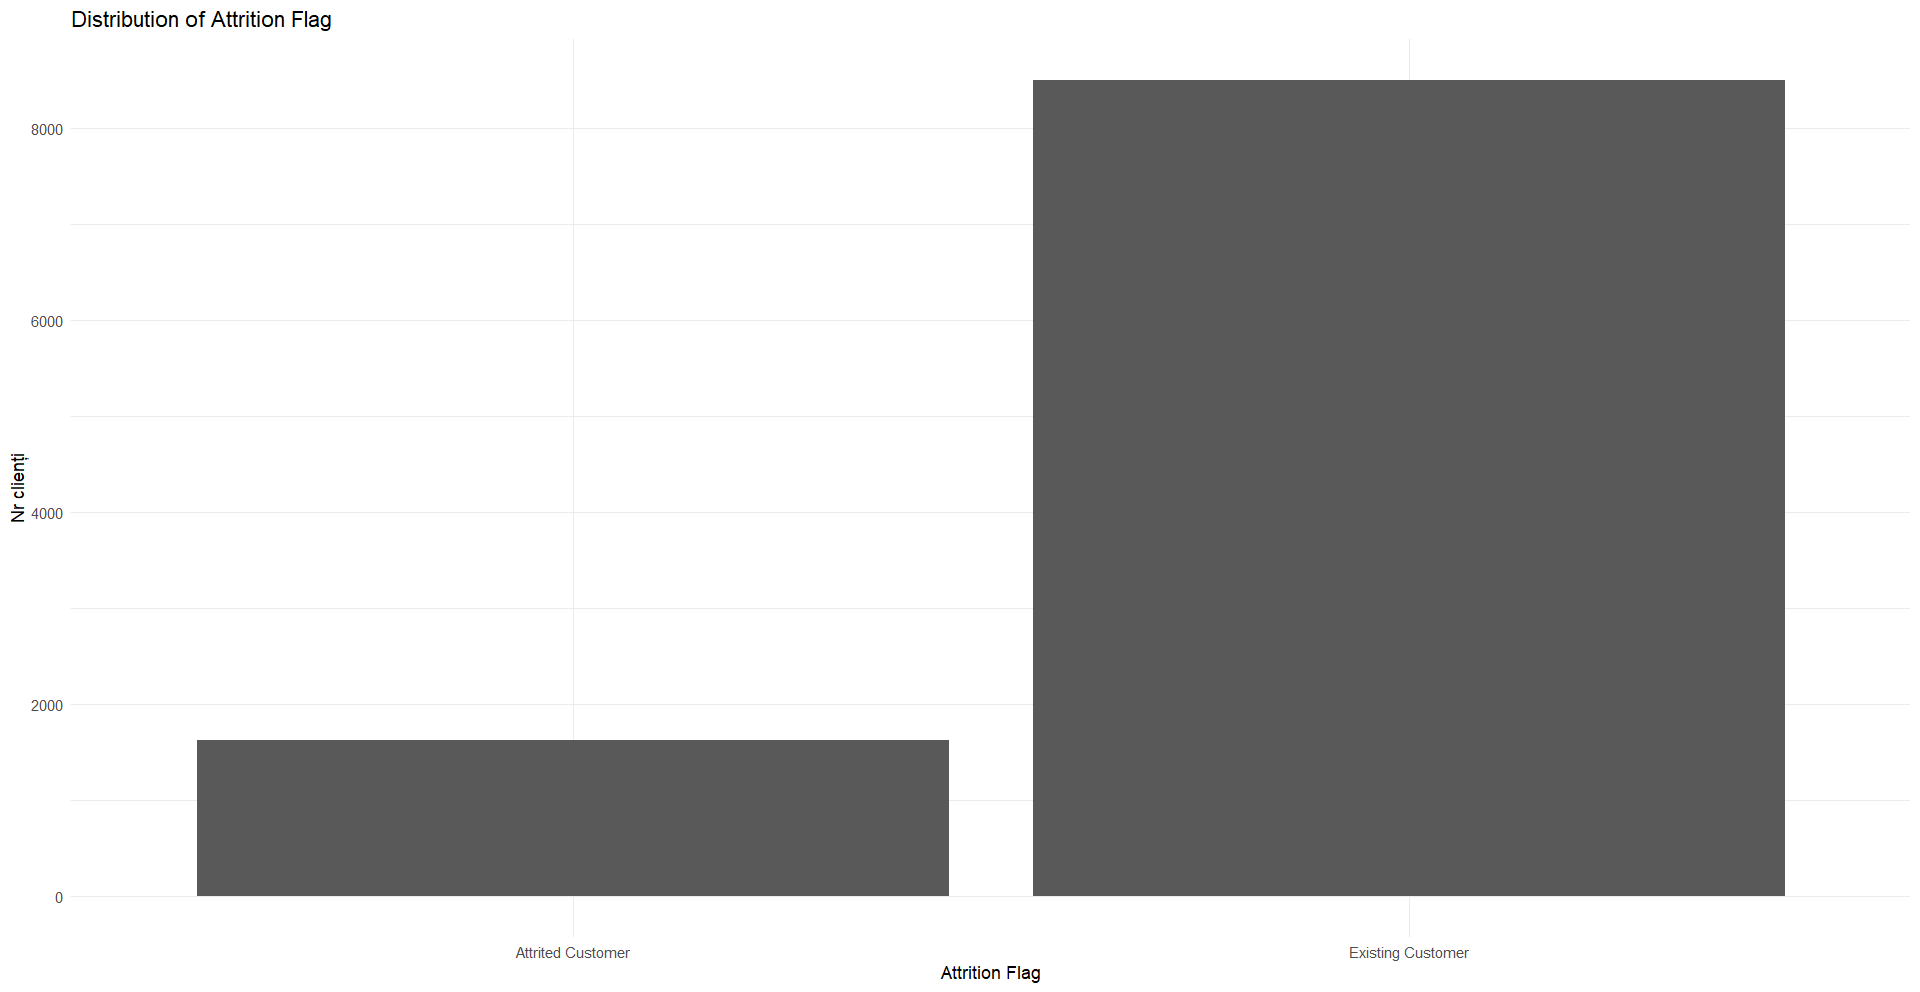 Distribution of Attrition Flag
8000
6000
4000
2000
0
Nr clienți
Attrited Customer
Existing Customer
Attrition Flag